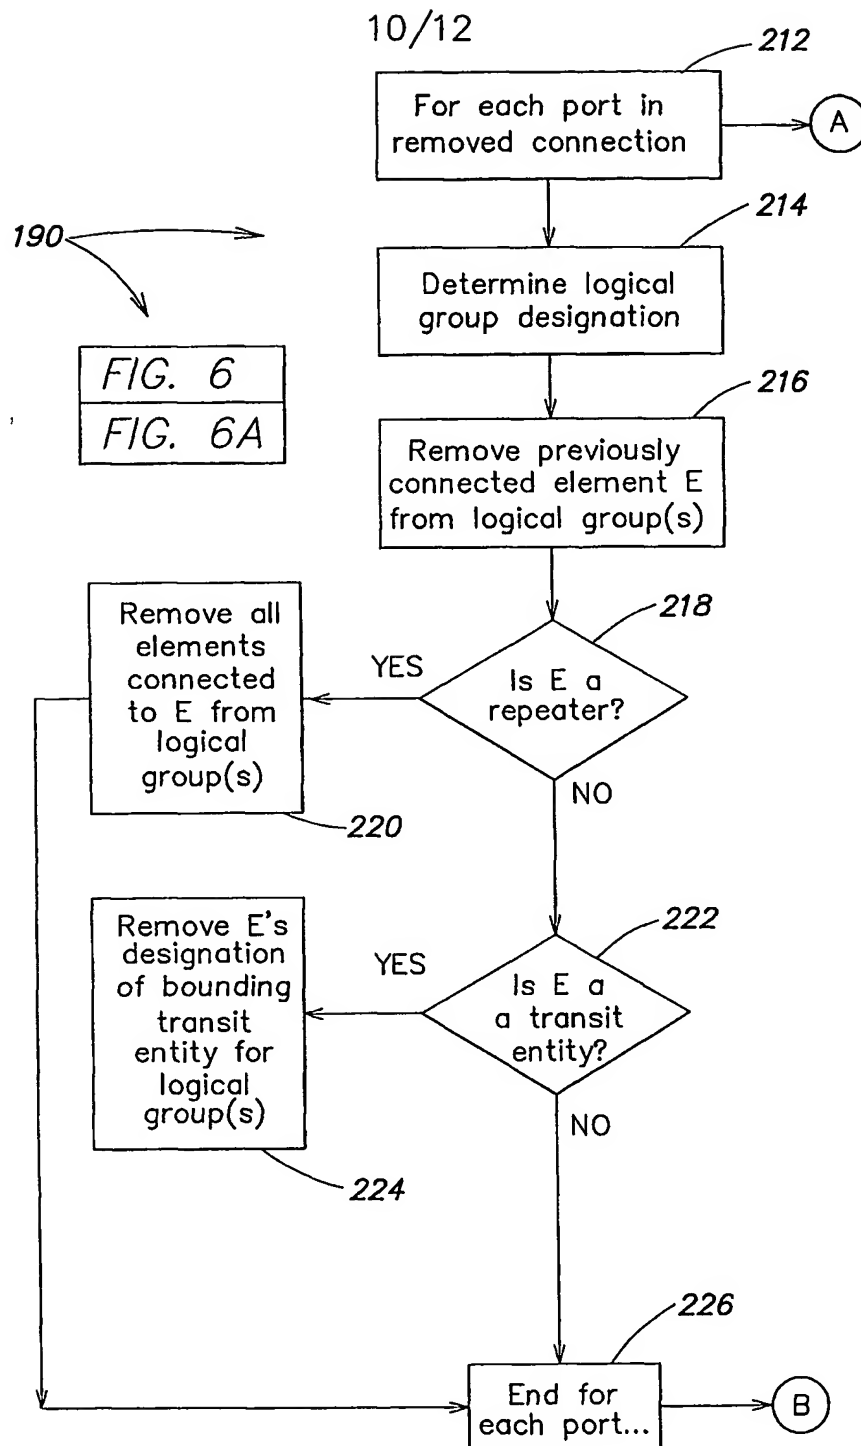 10/12
212
For each port in
removed connection
A
214
190
Determine logical
group designation
FIG. 6
FIG. 6A
216
Remove previously
connected element E
from logical group(s)
218
Remove all
elements
connected
to E from
logical
group(s)
YES
Is E a
repeater?
220
NO
222
Remove E's
designation
of bounding
transit
entity for
logical
group(s)
YES
Is E a
a transit
entity?
224
NO
226
End for
each port...
B